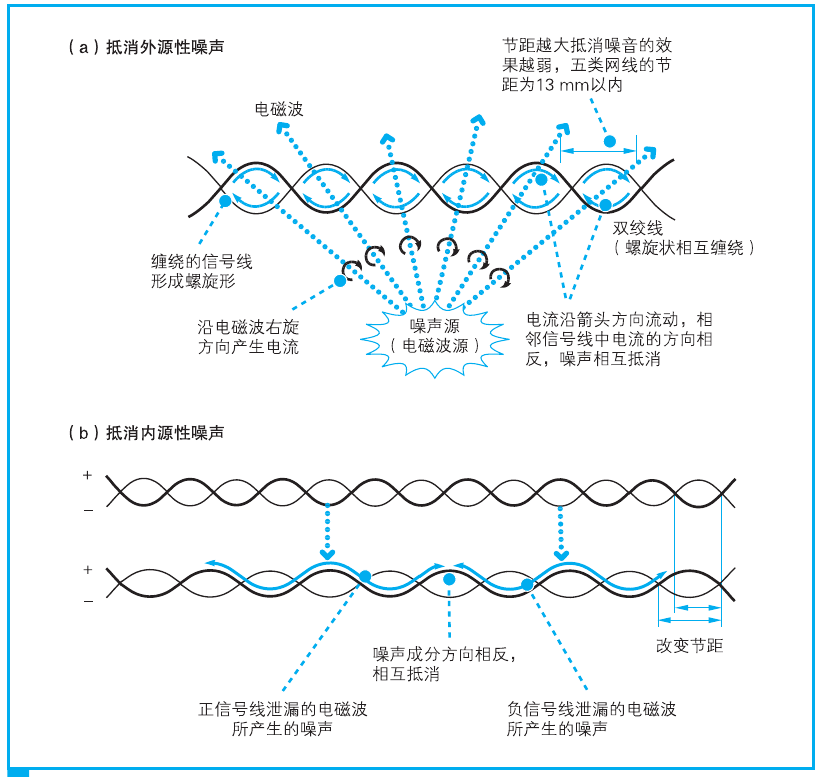 （a）抵消外源性噪声
节距越大抵消噪音的效
果越弱，五类网线的节
距为13 mm以内
电磁波
缠绕的信号线
形成螺旋形
双绞线
（螺旋状相互缠绕）
沿电磁波右旋
方向产生电流
噪声源
（电磁波源）
电流沿箭头方向流动，相
邻信号线中电流的方向相
反，噪声相互抵消
（b）抵消内源性噪声
+
−
+
−
改变节距
噪声成分方向相反，
相互抵消
正信号线泄漏的电磁波
所产生的噪声
负信号线泄漏的电磁波
所产生的噪声